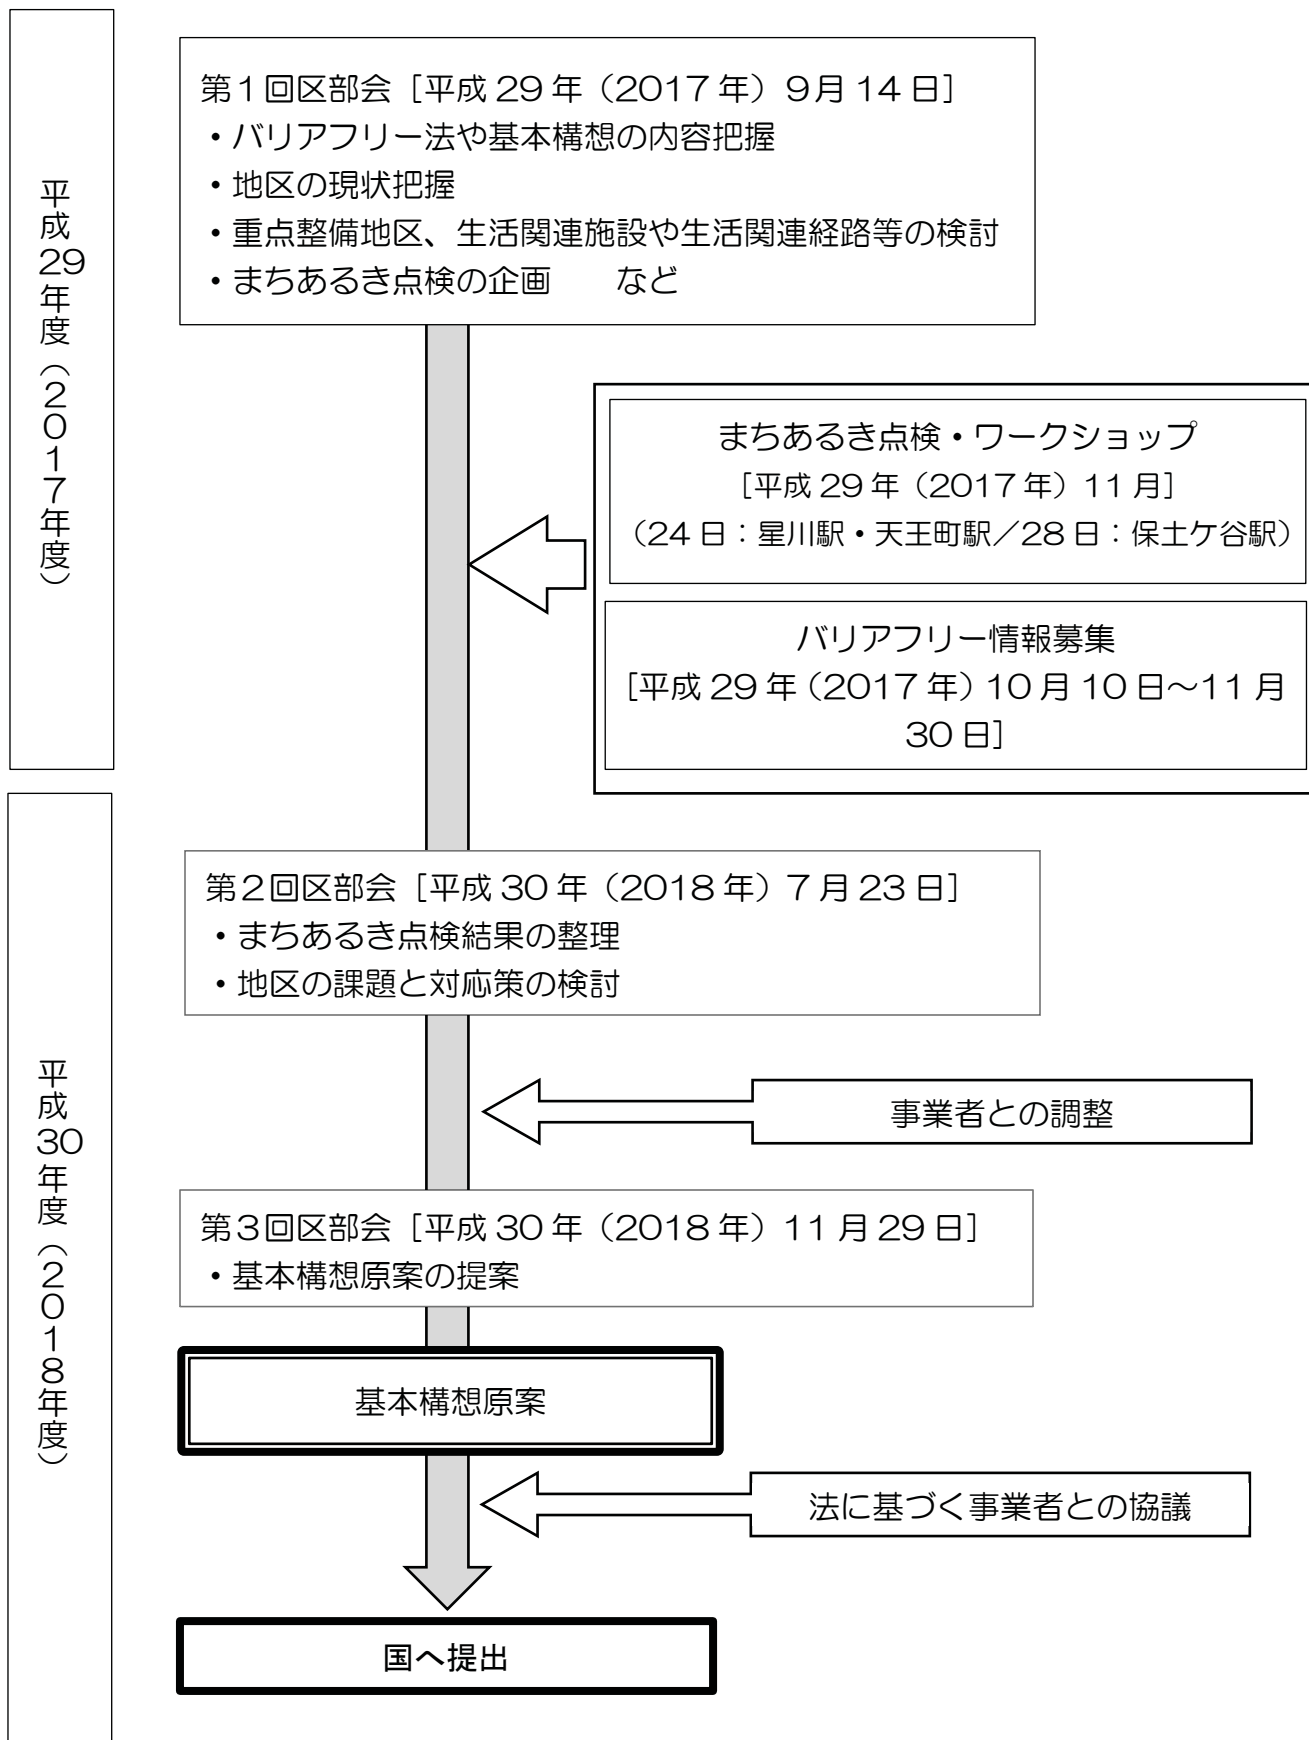 平成29年度（2017年度）
第1回区部会［平成29年（2017年）9月14日］
・バリアフリー法や基本構想の内容把握
・地区の現状把握
・重点整備地区、生活関連施設や生活関連経路等の検討
・まちあるき点検の企画　　など
まちあるき点検・ワークショップ
［平成29年（2017年）11月］
（24日：星川駅・天王町駅／28日：保土ケ谷駅）
バリアフリー情報募集
［平成29年（2017年）10月10日～11月
30日］
平成30年度（2018年度）
第2回区部会［平成30年（2018年）7月23日］
・まちあるき点検結果の整理
・地区の課題と対応策の検討
事業者との調整
第3回区部会［平成30年（2018年）11月29日］
・基本構想原案の提案
基本構想原案
法に基づく事業者との協議
国へ提出